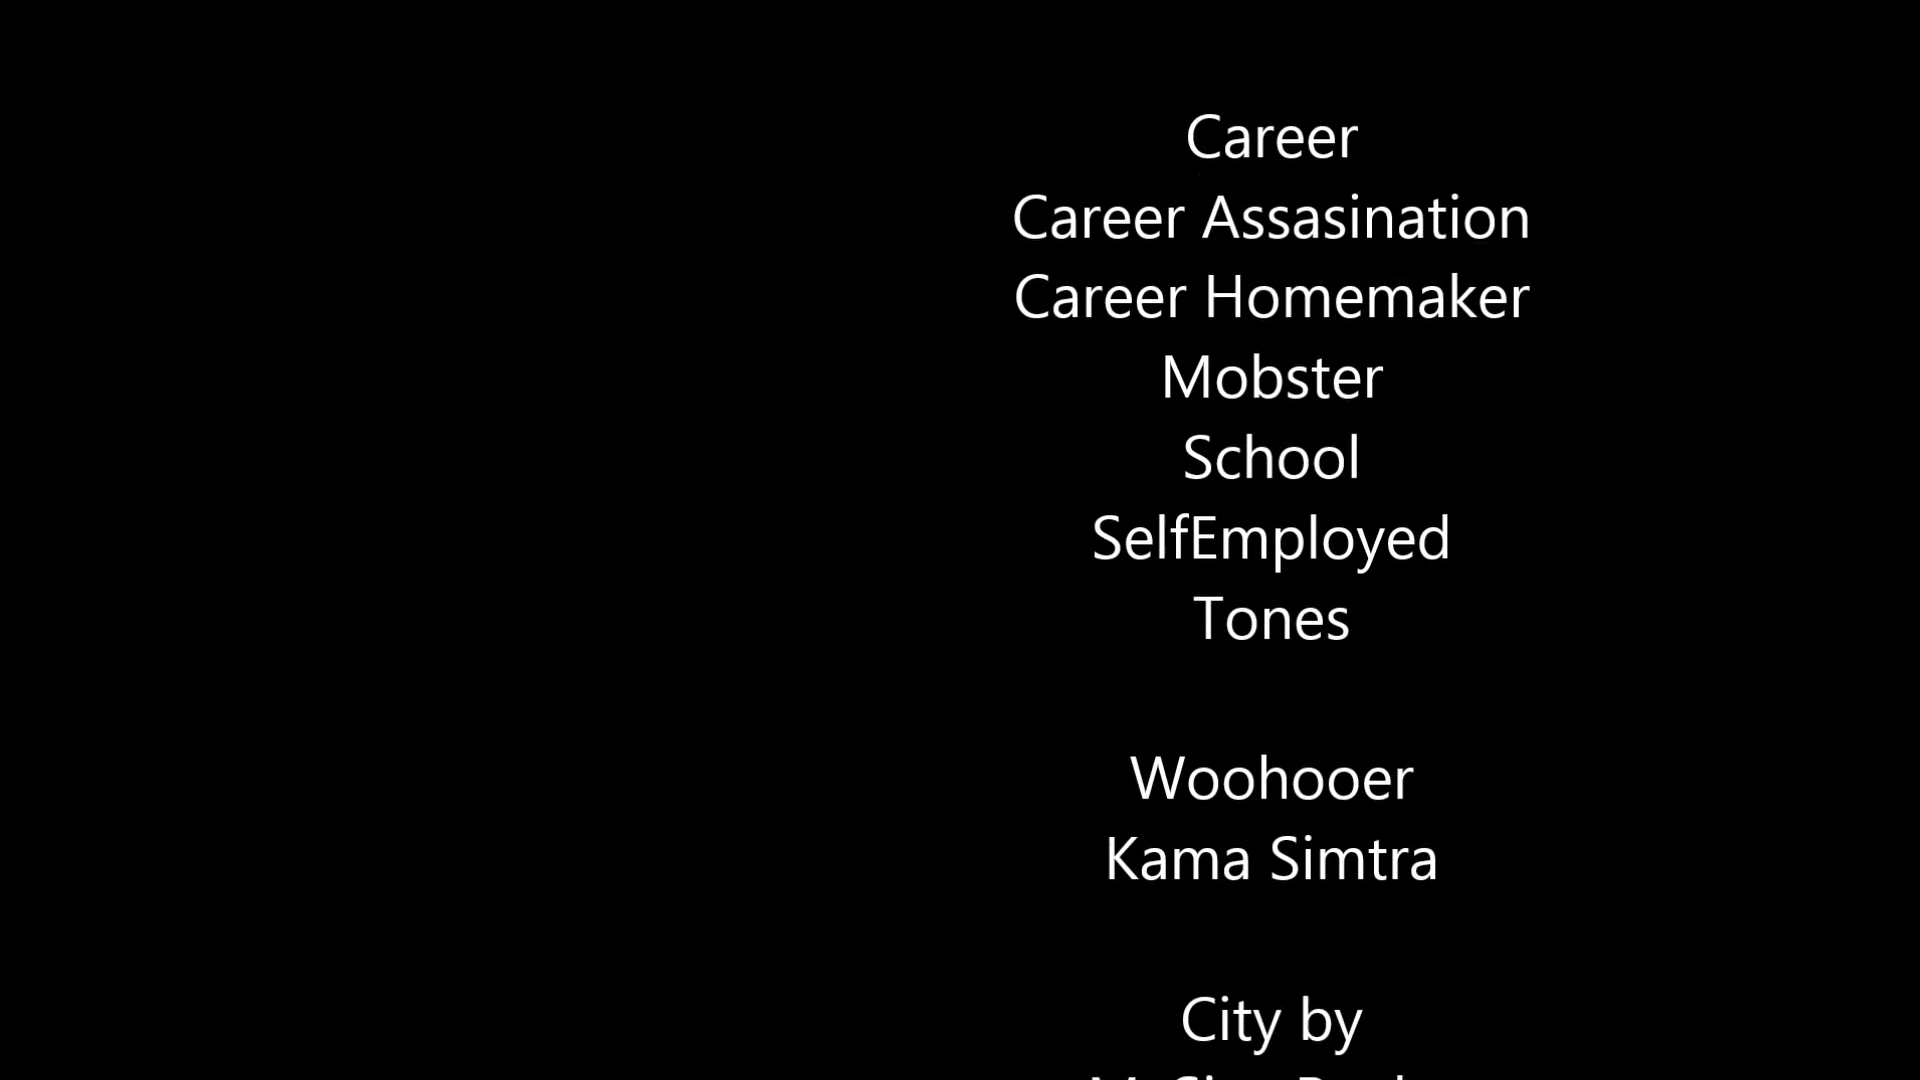 Career
Career Assasination
Career Homemaker
Mobster
School
SelfEmployed
Tones
Woohooer
Kama Simtra
City by